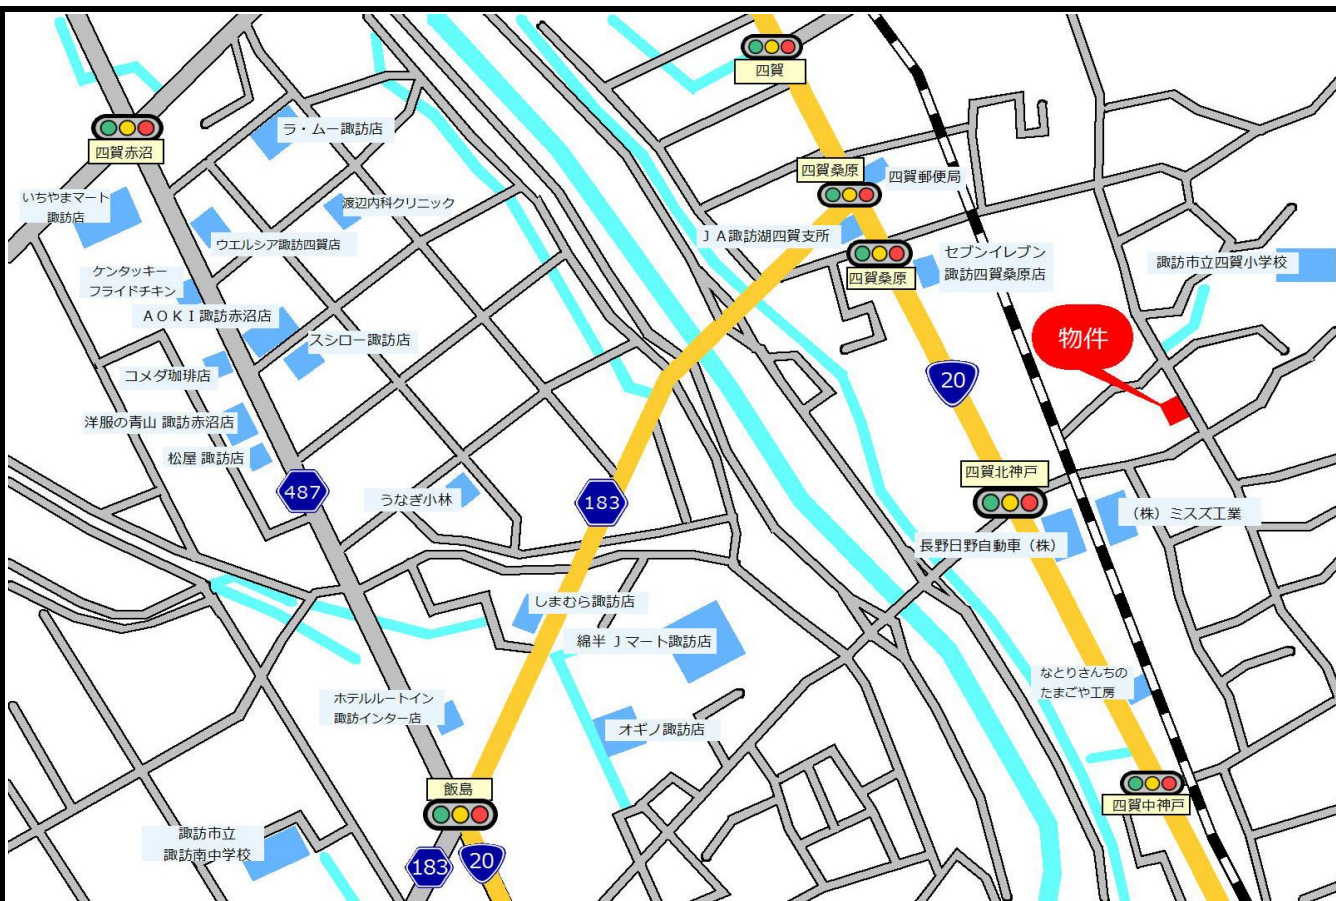 四賀
四賀赤沼
ラ・ムー諏訪店
四賀桑原
四賀郵便局
いちやまマート
諏訪店
渡辺内科クリニック
ウエルシア諏訪四賀店
ＪＡ諏訪湖四賀支所
四賀桑原
セブンイレブン
諏訪四賀桑原店
諏訪市立四賀小学校
ケンタッキー
フライドチキン
ＡＯＫＩ諏訪赤沼店
スシロー諏訪店
物件
コメダ珈琲店
20
洋服の青山 諏訪赤沼店
松屋 諏訪店
487
うなぎ小林
183
四賀北神戸
（株）ミスズ工業
長野日野自動車（株）
しまむら諏訪店
綿半 Ｊマート諏訪店
なとりさんちの
たまごや工房
ホテルルートイン
諏訪インター店
オギノ諏訪店
飯島
四賀中神戸
諏訪市立
諏訪南中学校
183
20